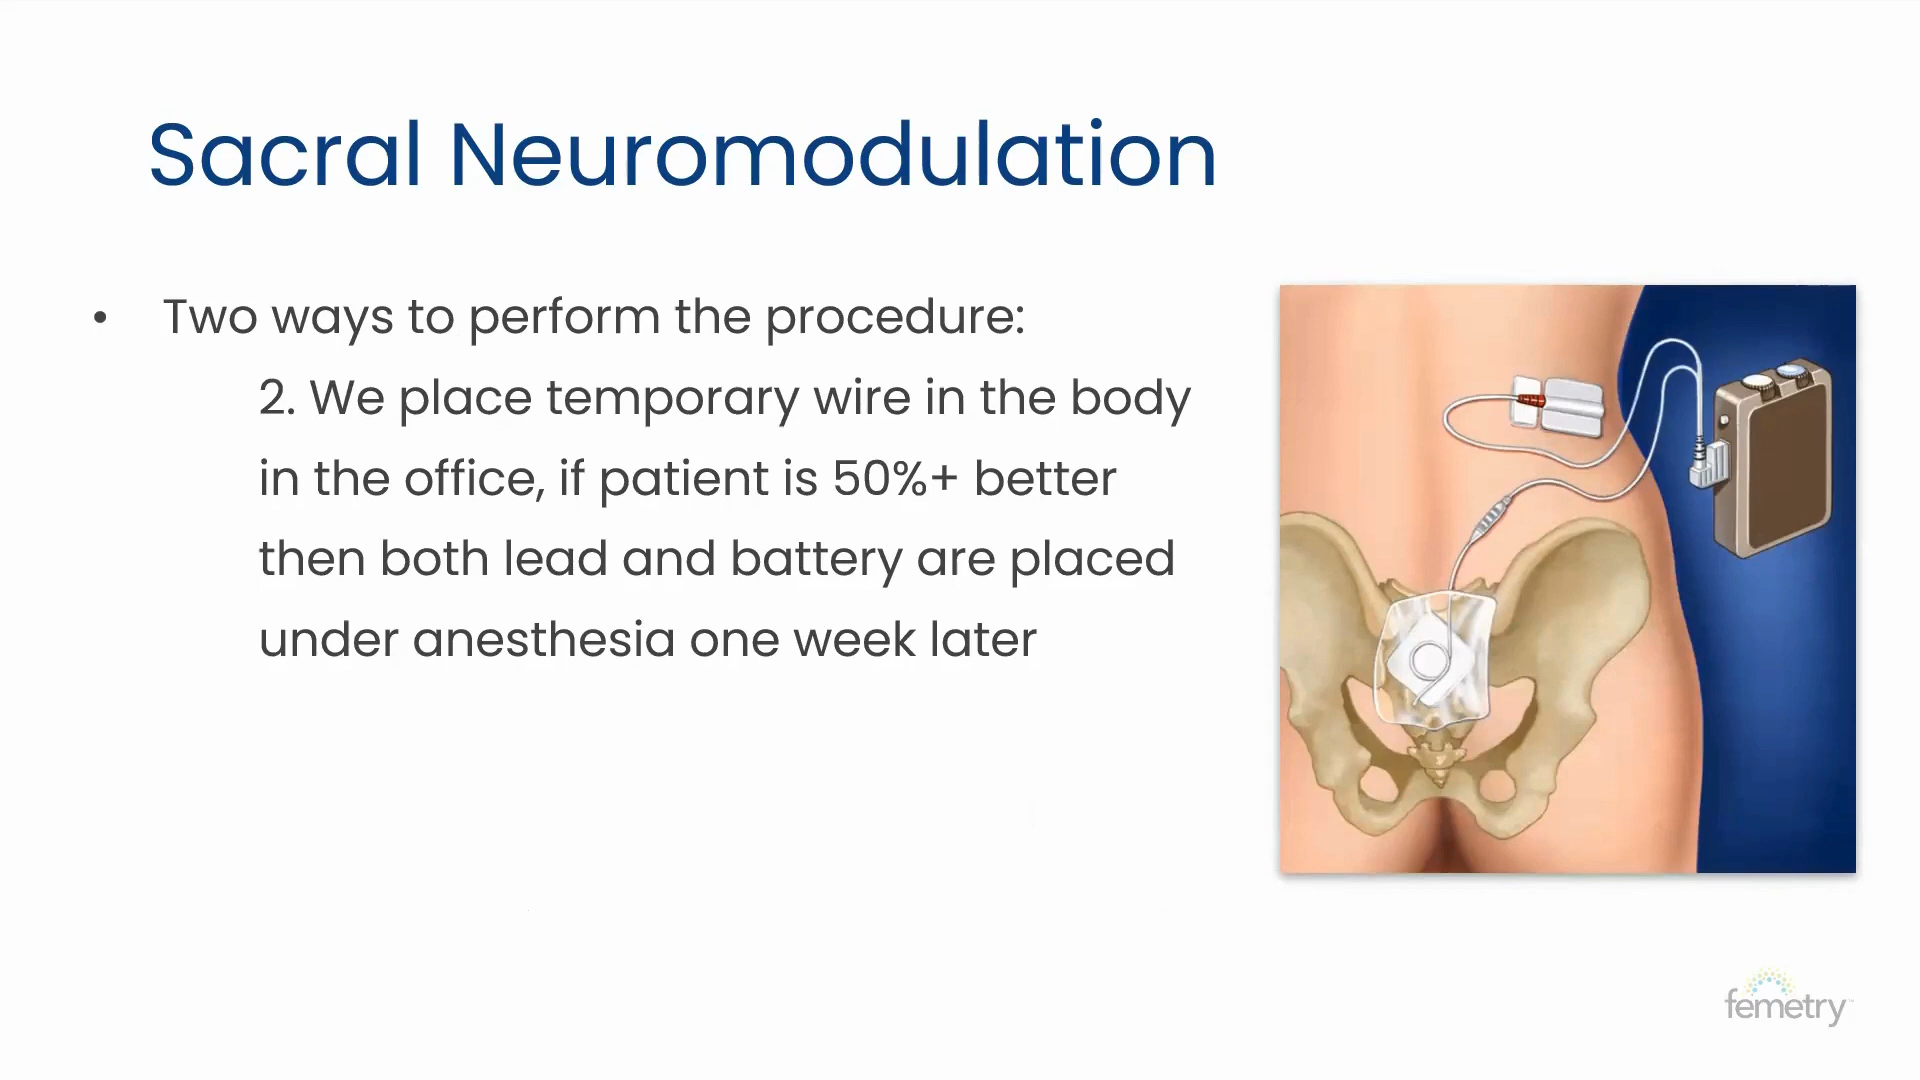 Sacral Neuromodulation
• Two ways to perform the procedure:
2. We place temporary wire in the body
in the office, if patient is 50%+ better
then both lead and battery are placed
under anesthesia one week later
femetry